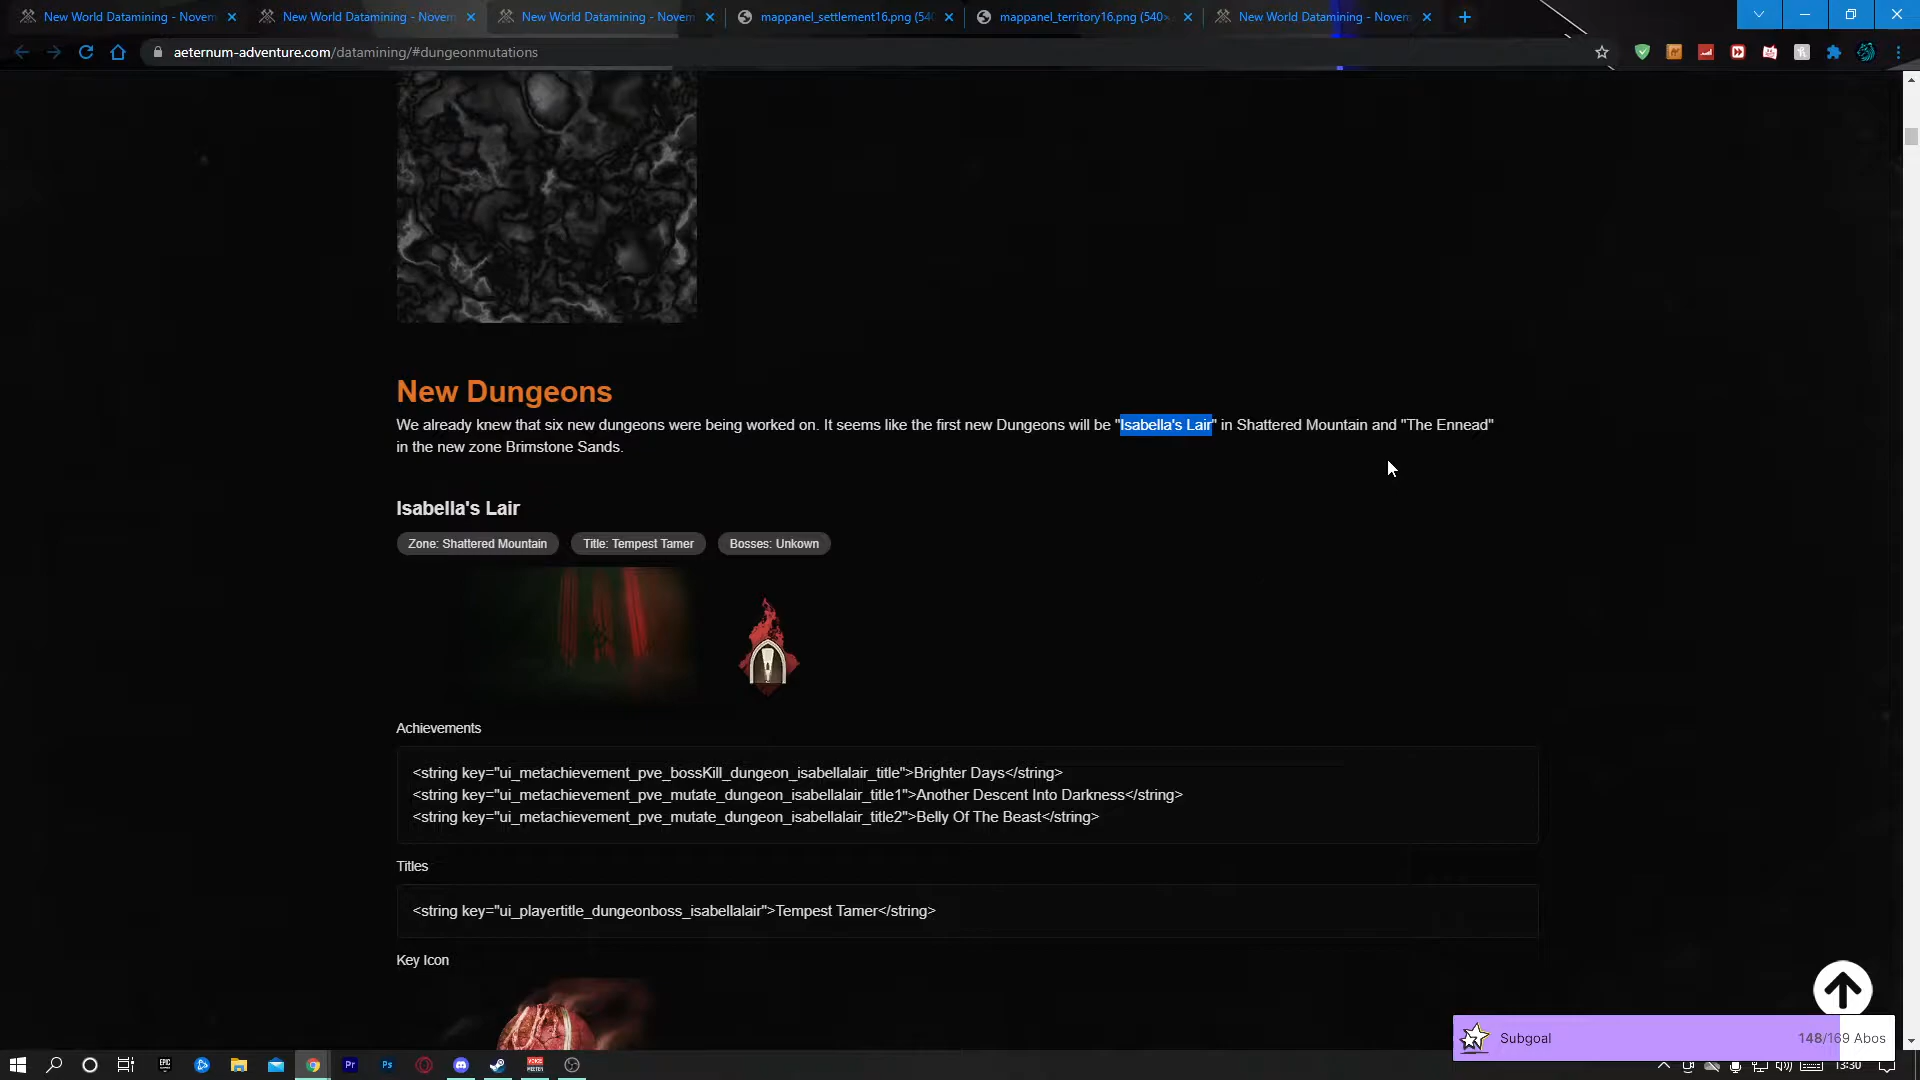 New World Datamining - Novem
New World Datamining - Novem
New World Datamining - Novem
mappanel_settlement16.png (540
mappanel_territory16.png (540×
New World Datamining - Novem
aeternum-adventure.com/datamining/#dungeonmutations
New Dungeons
We already knew that six new dungeons were being worked on. It seems like the first new Dungeons will be "Isabella's Lair" in Shattered Mountain and "The Ennead"
in the new zone Brimstone Sands.
Isabella's Lair
Zone: Shattered Mountain
Title: Tempest Tamer
Bosses: Unkown
Achievements
<string key="ui_metachievement_pve_bossKill_dungeon_isabellalair_title">Brighter Days</string>
<string key="ui_metachievement_pve_mutate_dungeon_isabellalair_title1">Another Descent Into Darkness</string>
<string key="ui_metachievement_pve_mutate_dungeon_isabellalair_title2">Belly Of The Beast</string>
Titles
<string key="ui_playertitle_dungeonboss_isabellalair">Tempest Tamer</string>
Key Icon
Subgoal
148/169 Abos
Pr
Ps
13:30